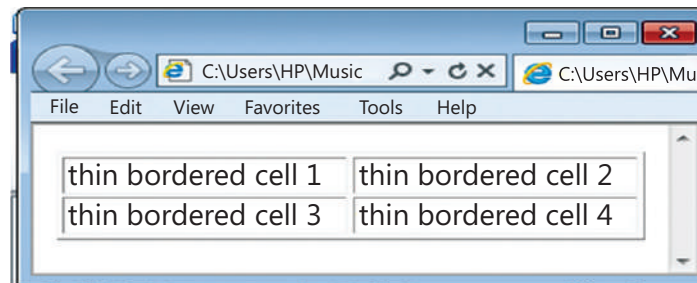 C:\Users\HP\Music C:\Users\HP\Mu
File Edit View Favorites Tools Help
thin bordered cell 1 thin bordered cell 2
thin bordered cell 3 thin bordered cell 4